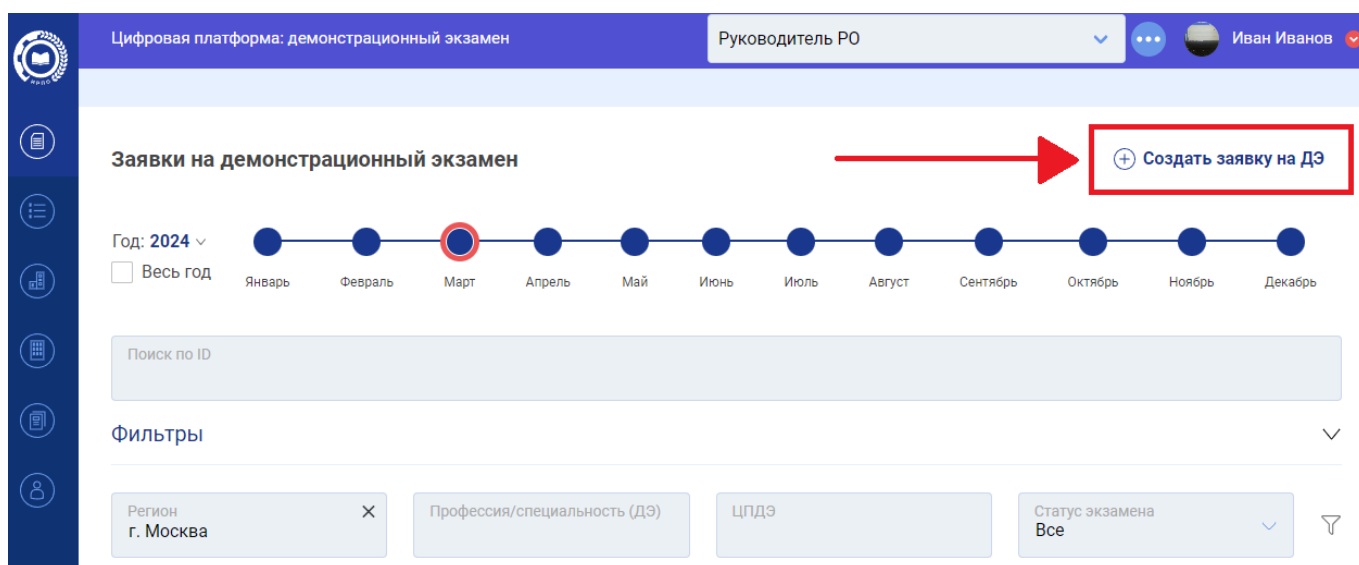 Цифровая платформа: демонстрационный экзамен
Руководитель РО
Иван Иванов
ИРПО
Заявки на демонстрационный экзамен
Создать заявку на ДЭ
Год: 2024
Весь год
Январь Февраль Март Апрель Май Июнь Июль Август Сентябрь Октябрь Ноябрь Декабрь
Поиск по ID
Фильтры
Регион
г. Москва
Профессия/специальность (ДЭ)
ЦПДЭ
Статус экзамена
Все